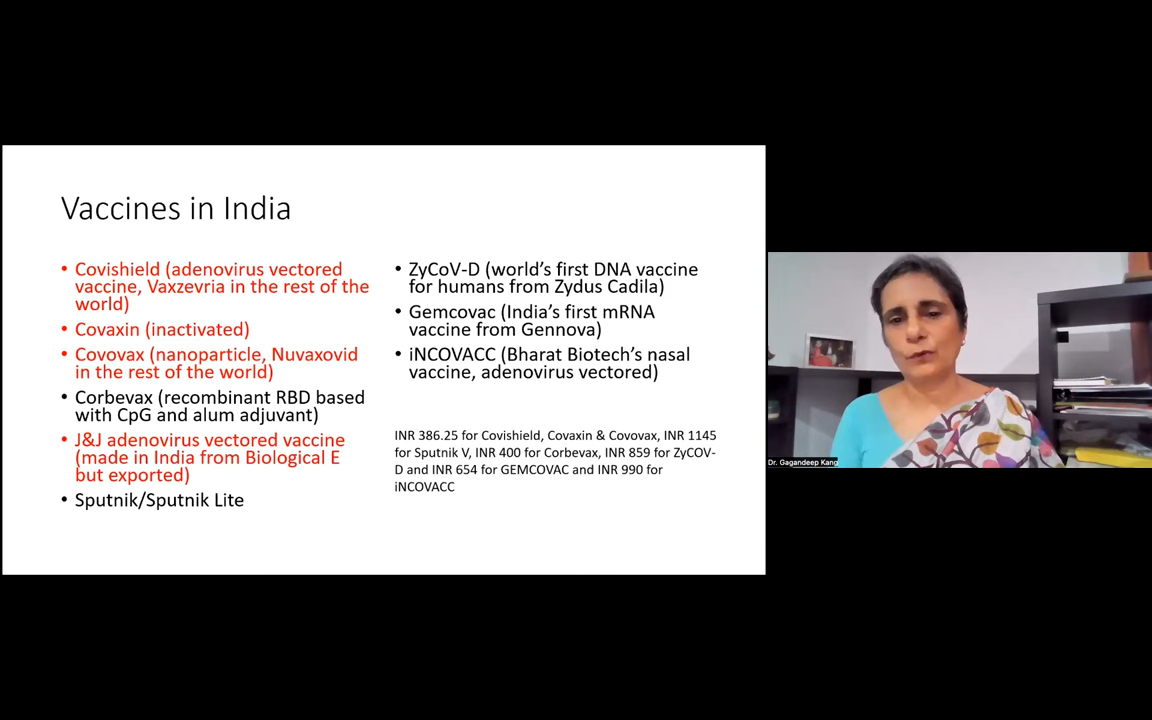 Vaccines in India
• Covishield (adenovirus vectored
vaccine, Vaxzevria in the rest of the
world)
• Covaxin (inactivated)
• Covovax (nanoparticle, Nuvaxovid
in the rest of the world)
• Corbevax (recombinant RBD based
with CpG and alum adjuvant)
• J&J adenovirus vectored vaccine
(made in India from Biological E
but exported)
• Sputnik/Sputnik Lite
• ZyCoV-D (world’s first DNA vaccine
for humans from Zydus Cadila)
• Gemcovac (India’s first mRNA
vaccine from Gennova)
• iNCOVACC (Bharat Biotech’s nasal
vaccine, adenovirus vectored)
INR 386.25 for Covishield, Covaxin & Covovax, INR 1145
for Sputnik V, INR 400 for Corbevax, INR 859 for ZyCOV-
D and INR 654 for GEMCOVAC and INR 990 for
iNCOVACC
Dr. Gagandeep Kang